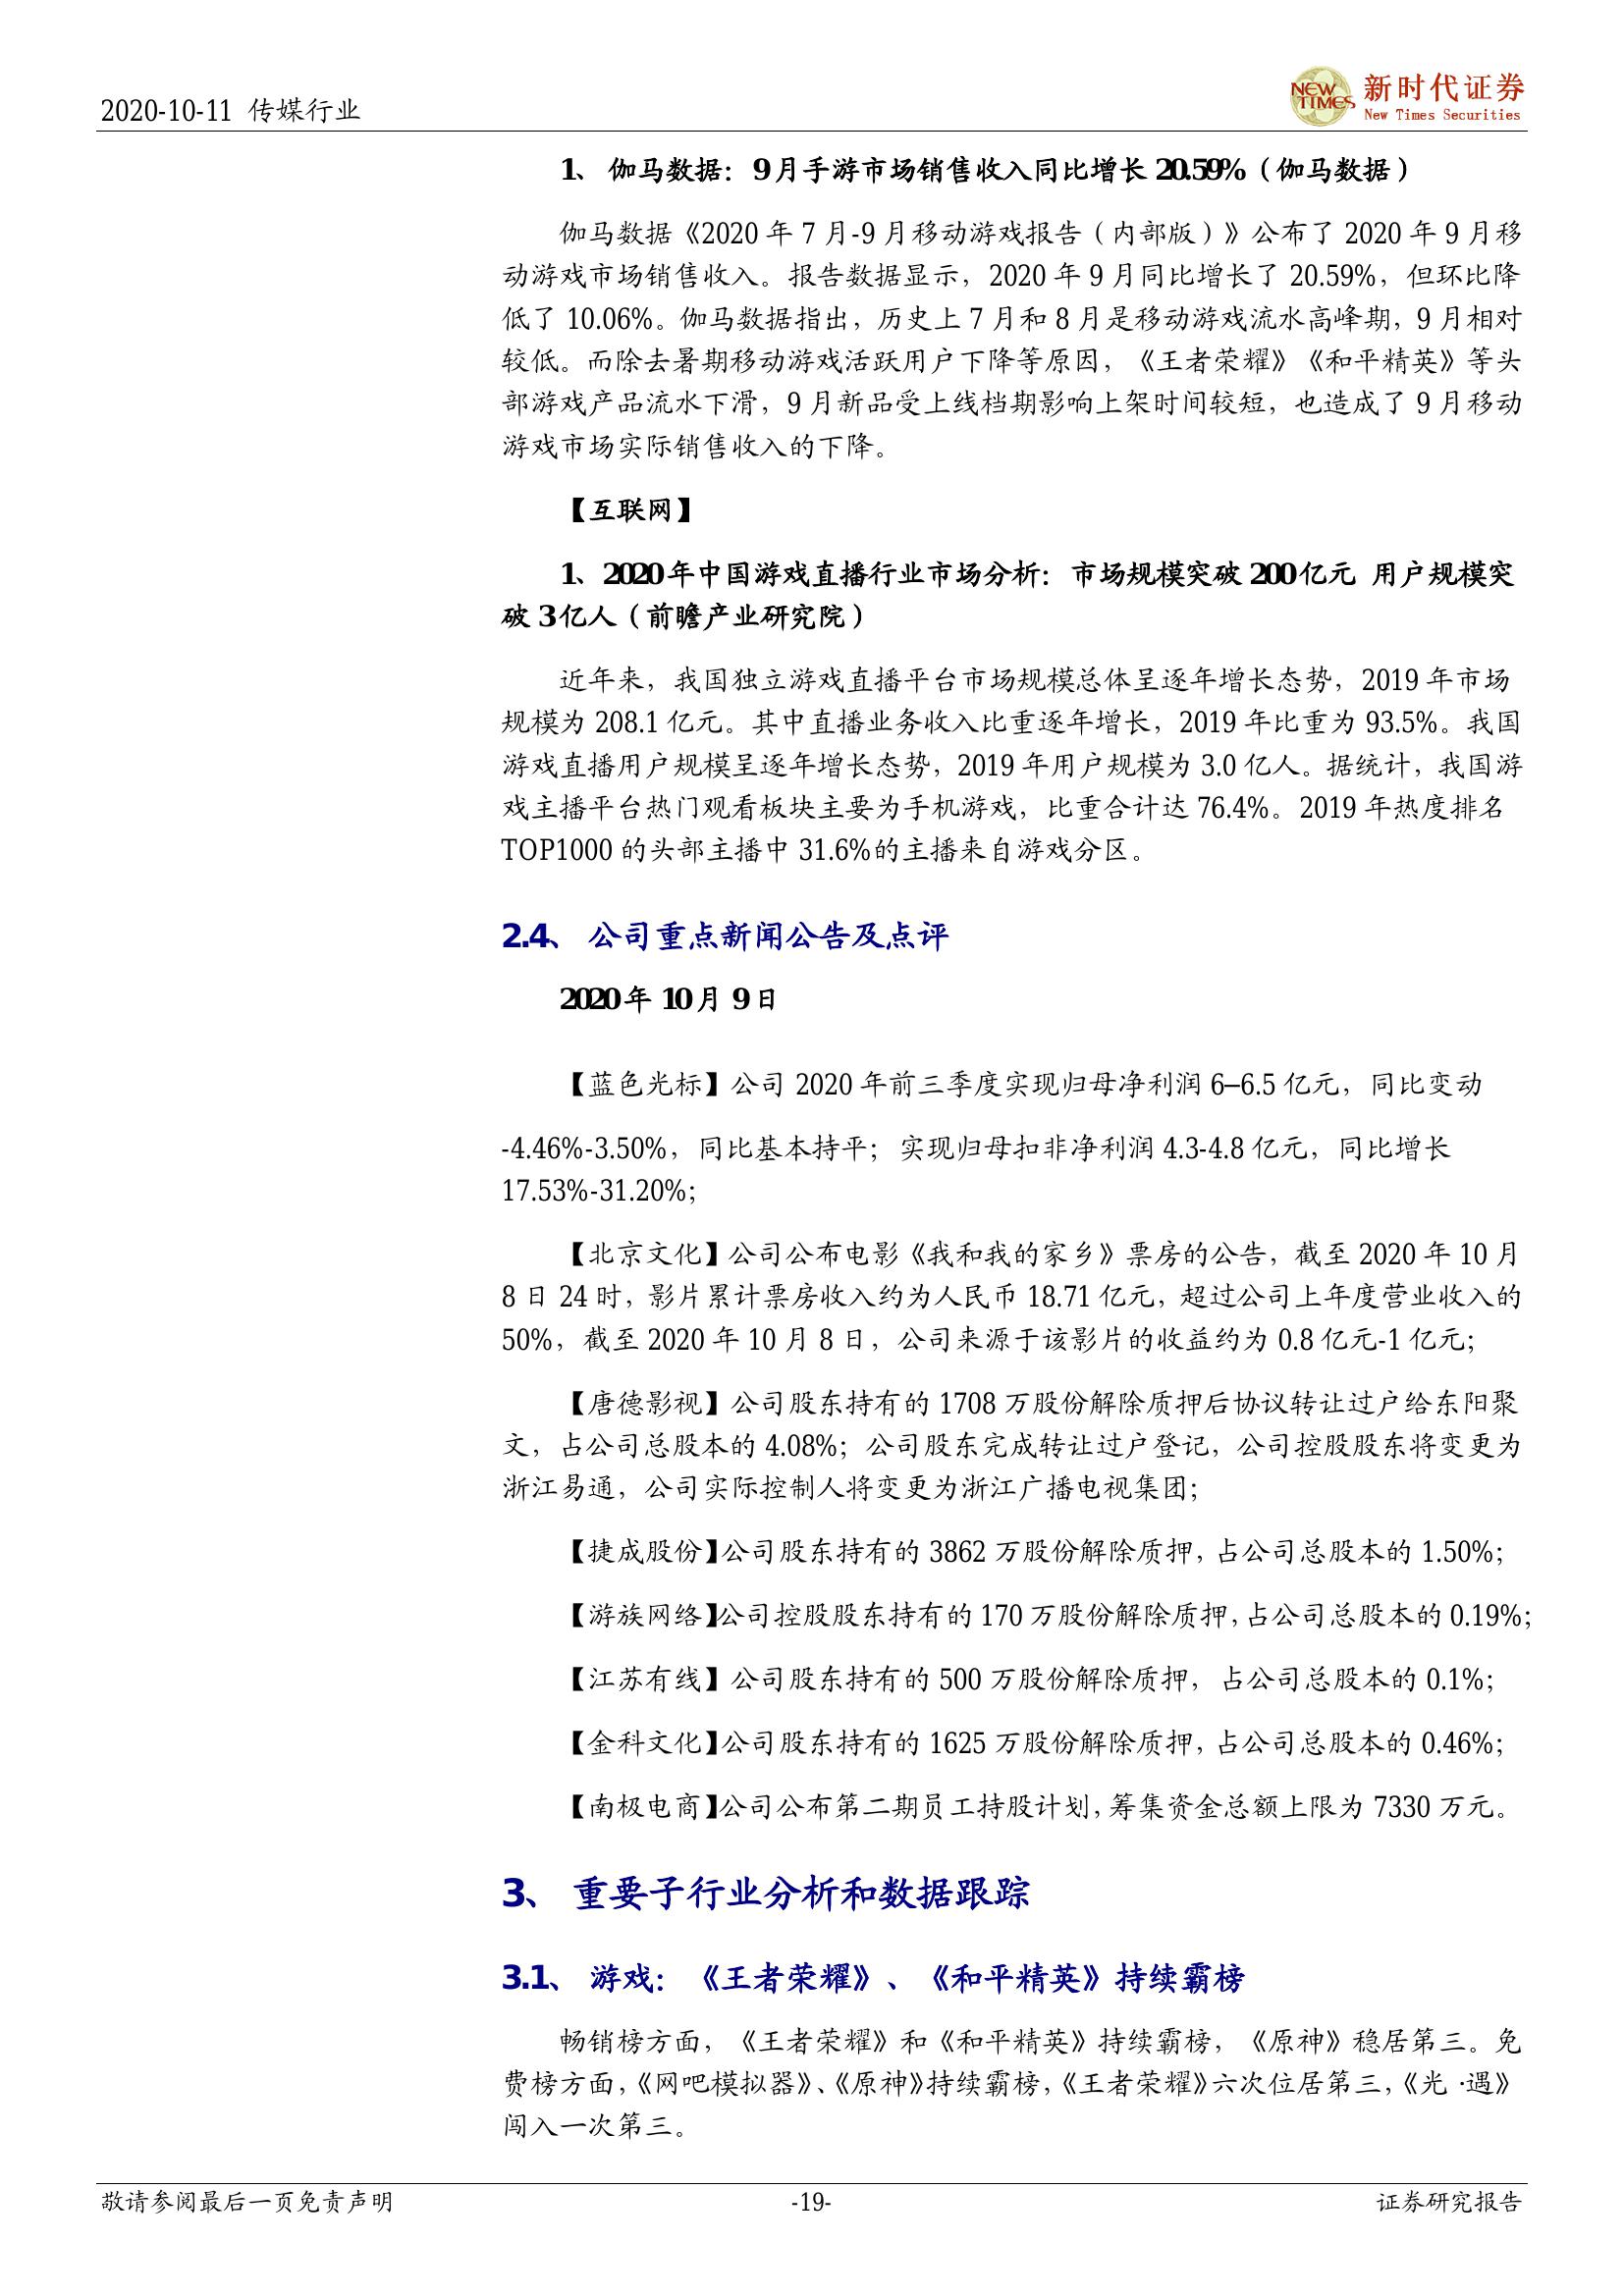 2020-10-11 传媒行业
NEW TIMES
新时代证券
New Times Securities
1、 伽马数据：9月手游市场销售收入同比增长 20.59%（伽马数据）
伽马数据《2020 年 7 月-9 月移动游戏报告（内部版）》公布了 2020 年 9 月移
动游戏市场销售收入。报告数据显示，2020 年 9 月同比增长了 20.59%，但环比降
低了 10.06%。伽马数据指出，历史上 7 月和 8 月是移动游戏流水高峰期，9 月相对
较低。而除去暑期移动游戏活跃用户下降等原因，《王者荣耀》《和平精英》等头
部游戏产品流水下滑，9 月新品受上线档期影响上架时间较短，也造成了 9 月移动
游戏市场实际销售收入的下降。
【互联网】
1、2020年中国游戏直播行业市场分析：市场规模突破 200亿元 用户规模突
破 3亿人（前瞻产业研究院）
近年来，我国独立游戏直播平台市场规模总体呈逐年增长态势，2019 年市场
规模为 208.1 亿元。其中直播业务收入比重逐年增长，2019 年比重为 93.5%。我国
游戏直播用户规模呈逐年增长态势，2019 年用户规模为 3.0 亿人。据统计，我国游
戏主播平台热门观看板块主要为手机游戏，比重合计达 76.4%。2019 年热度排名
TOP1000 的头部主播中 31.6%的主播来自游戏分区。
2.4、 公司重点新闻公告及点评
2020年 10月 9日
【蓝色光标】公司 2020 年前三季度实现归母净利润 6—6.5 亿元，同比变动
-4.46%-3.50%，同比基本持平；实现归母扣非净利润 4.3-4.8 亿元，同比增长
17.53%-31.20%；
【北京文化】公司公布电影《我和我的家乡》票房的公告，截至 2020 年 10 月
8 日 24 时，影片累计票房收入约为人民币 18.71 亿元，超过公司上年度营业收入的
50%，截至 2020 年 10 月 8 日，公司来源于该影片的收益约为 0.8 亿元-1 亿元；
【唐德影视】公司股东持有的 1708 万股份解除质押后协议转让过户给东阳聚
文，占公司总股本的 4.08%；公司股东完成转让过户登记，公司控股股东将变更为
浙江易通，公司实际控制人将变更为浙江广播电视集团；
【捷成股份】公司股东持有的 3862 万股份解除质押，占公司总股本的 1.50%；
【游族网络】公司控股股东持有的 170 万股份解除质押，占公司总股本的 0.19%；
【江苏有线】公司股东持有的 500 万股份解除质押，占公司总股本的 0.1%；
【金科文化】公司股东持有的 1625 万股份解除质押，占公司总股本的 0.46%；
【南极电商】公司公布第二期员工持股计划，筹集资金总额上限为 7330 万元。
3、 重要子行业分析和数据跟踪
3.1、 游戏：《王者荣耀》、《和平精英》持续霸榜
畅销榜方面，《王者荣耀》和《和平精英》持续霸榜，《原神》稳居第三。免
费榜方面，《网吧模拟器》、《原神》持续霸榜，《王者荣耀》六次位居第三，《光·遇》
闯入一次第三。
敬请参阅最后一页免责声明
-19-
证券研究报告